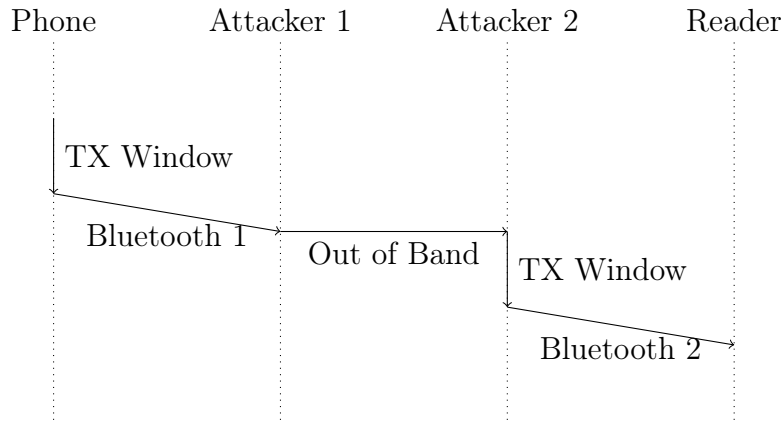 Phone Attacker 1 Attacker 2 Reader
TX Window
Bluetooth 1
Out of Band
TX Window
Bluetooth 2